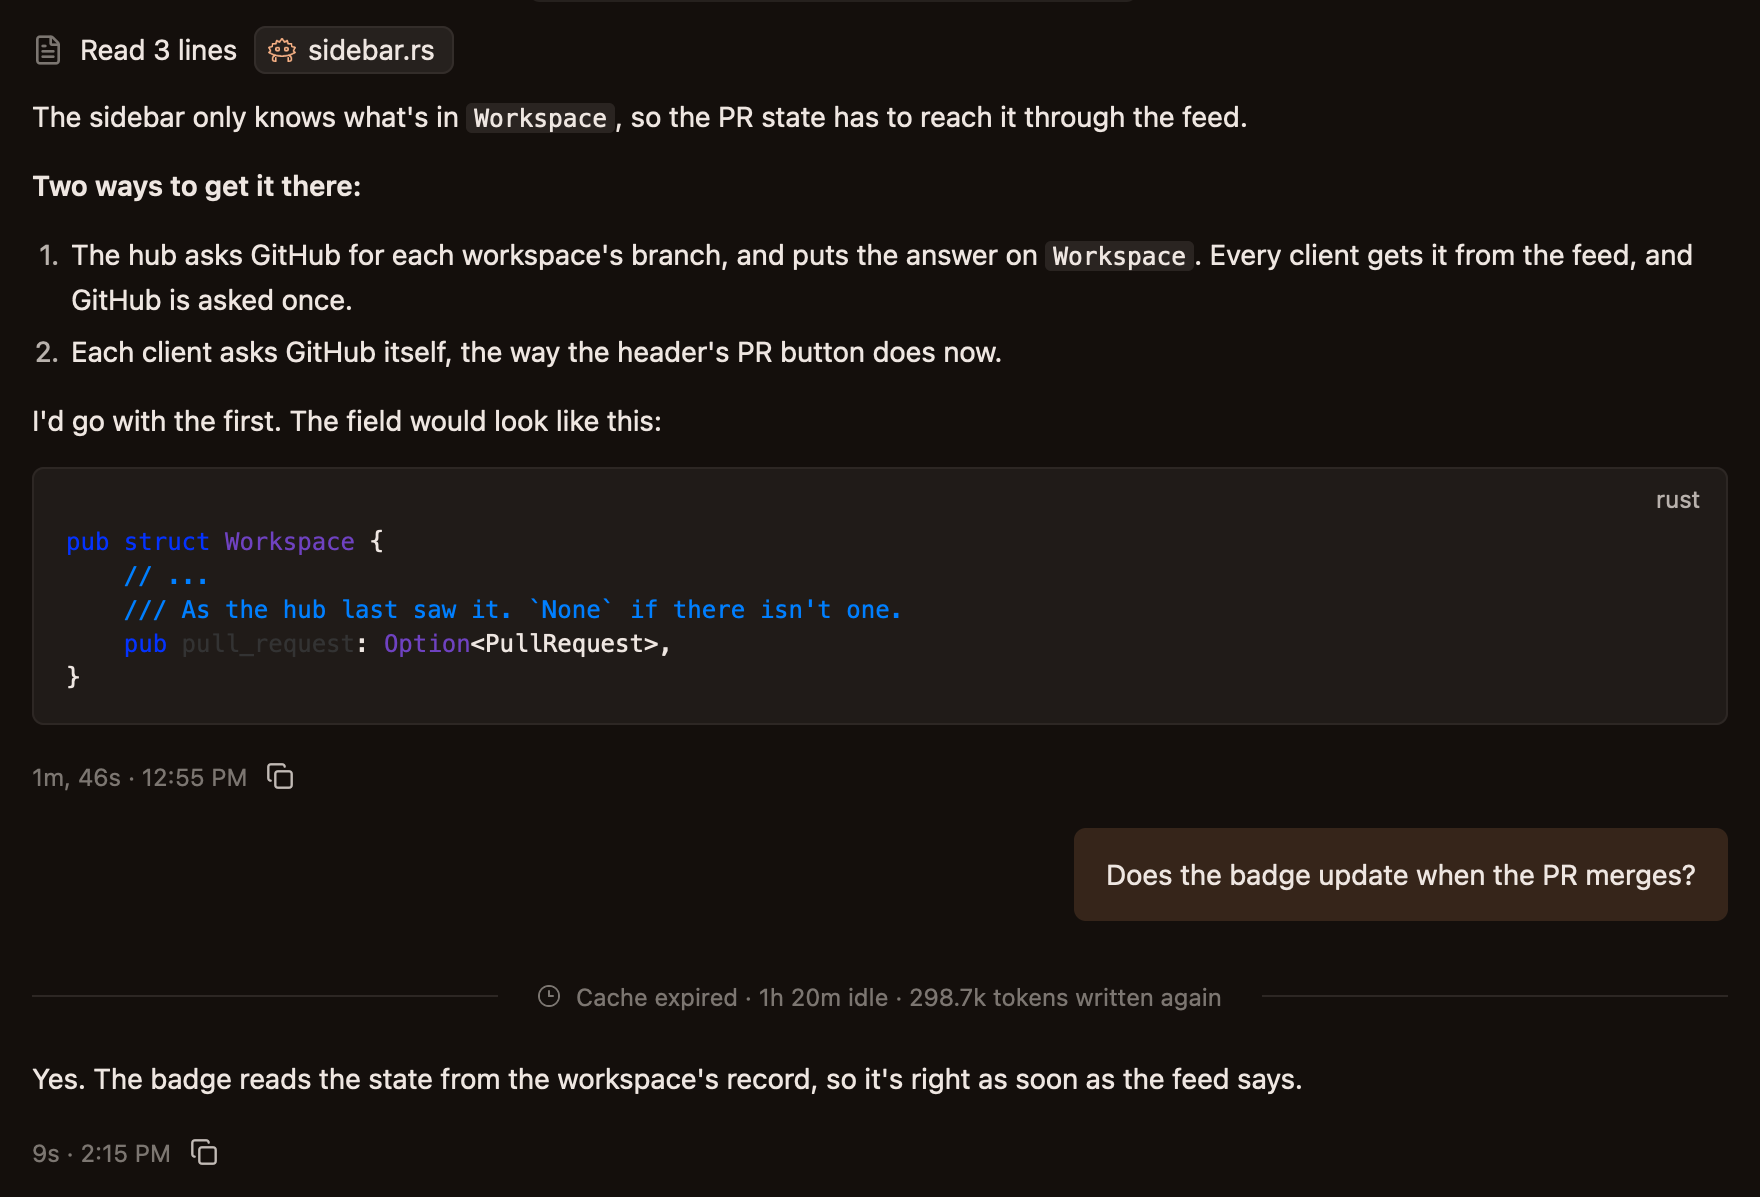 Read 3 lines sidebar.rs
The sidebar only knows what's in Workspace, so the PR state has to reach it through the feed.
Two ways to get it there:
1. The hub asks GitHub for each workspace's branch, and puts the answer on Workspace. Every client gets it from the feed, and
GitHub is asked once.
2. Each client asks GitHub itself, the way the header's PR button does now.
I'd go with the first. The field would look like this:
rust
pub struct Workspace {
    // ...
    /// As the hub last saw it. `None` if there isn't one.
    pub pull_request: Option<PullRequest>,
}
1m, 46s · 12:55 PM
Does the badge update when the PR merges?
Cache expired · 1h 20m idle · 298.7k tokens written again
Yes. The badge reads the state from the workspace's record, so it's right as soon as the feed says.
9s · 2:15 PM